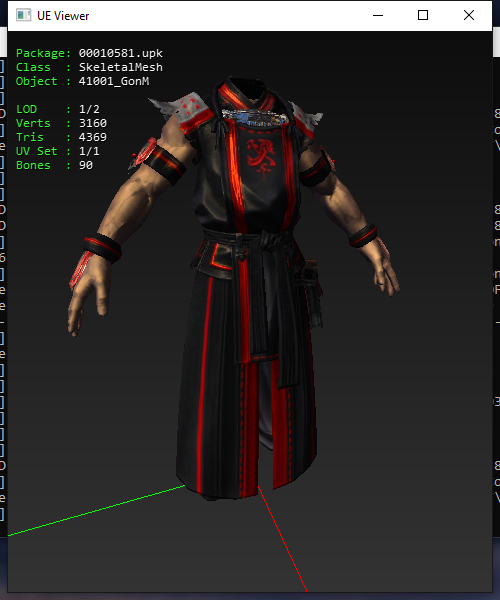 UE Viewer
Package: 00010581.upk
Class  : SkeletalMesh
Object : 41001_GonM
LOD    : 1/2
Verts  : 3160
Tris   : 4369
UV Set : 1/1
Bones  : 90